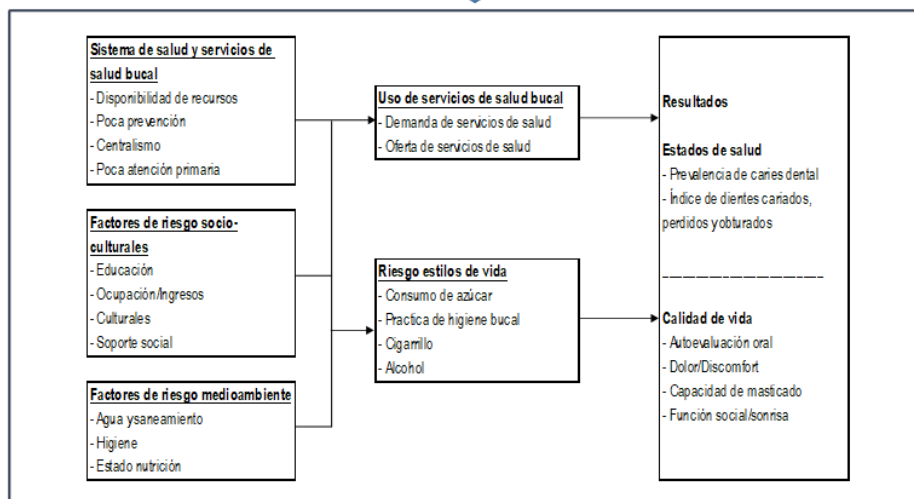 Sistema de salud y servicios de
salud bucal
- Disponibilidad de recursos
- Poca prevención
- Centralismo
- Poca atención primaria
Factores de riesgo socio-
culturales
- Educación
- Ocupación/Ingresos
- Culturales
- Soporte social
Factores de riesgo medioambiente
- Agua ysaneamiento
- Higiene
- Estado nutrición
Uso de servicios de salud bucal
- Demanda de servicios de salud
- Oferta de servicios de salud
Riesgo estilos de vida
- Consumo de azúcar
- Practica de higiene bucal
- Cigarrillo
- Alcohol
Resultados
Estados de salud
- Prevalencia de caries dental
- Índice de dientes cariados,
perdidos yobturados
Calidad de vida
- Autoevaluación oral
- Dolor/Discomfort
- Capacidad de masticado
- Función social/sonrisa